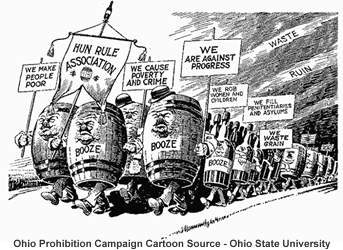 HUN RULE
ASSOCIATION
WE MAKE
PEOPLE
POOR
WE CAUSE
POVERTY
AND CRIME
WE
ARE AGAINST
PROGRESS
WE ROB
WOMEN AND
CHILDREN
WE FILL
PENITENTIARIES
AND ASYLUMS
WE WASTE
GRAIN
WASTE
RUIN
BOOZE
BOOZE
BOOZE
BOOZE
Ohio Prohibition Campaign Cartoon Source - Ohio State University